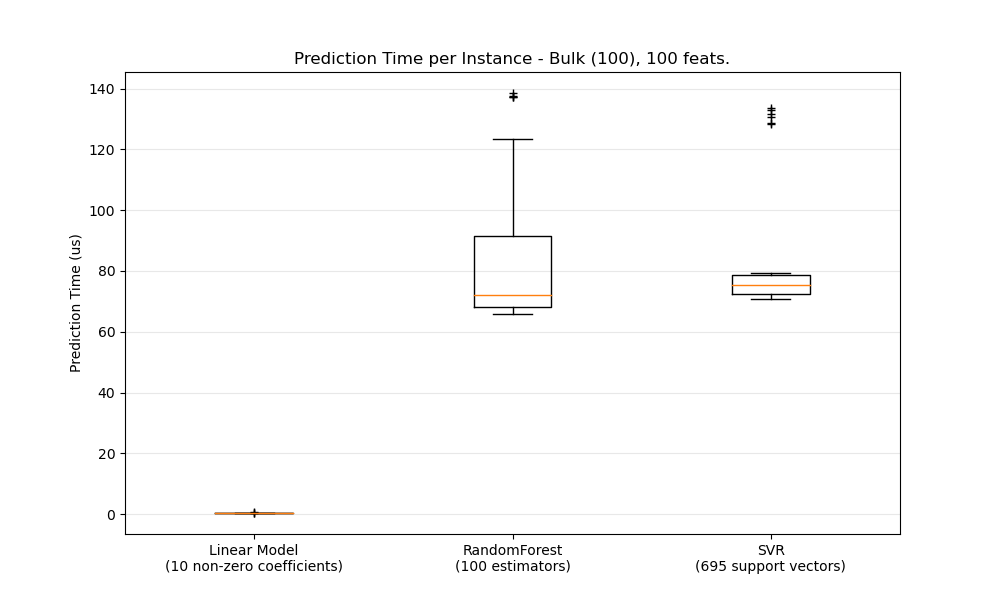 Prediction Time per Instance - Bulk (100), 100 feats.
140
120
100
80
60
40
20
0
Prediction Time (us)
Linear Model
(10 non-zero coefficients)
RandomForest
(100 estimators)
SVR
(695 support vectors)